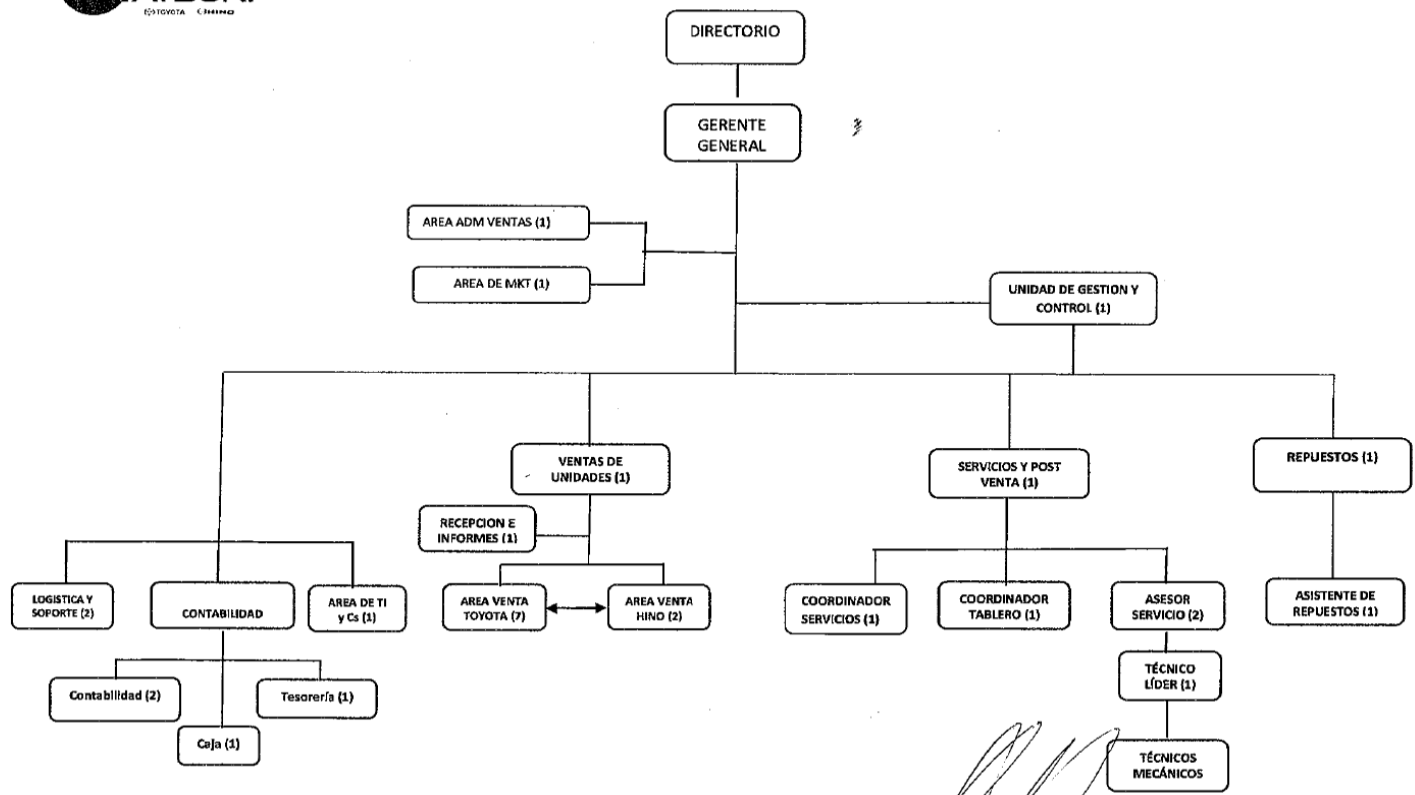 TOYOTA HINO
DIRECTORIO
GERENTE
GENERAL
AREA ADM VENTAS (1)
AREA DE MKT (1)
UNIDAD DE GESTION Y
CONTROL (1)
VENTAS DE
UNIDADES (1)
SERVICIOS Y POST
VENTA (1)
REPUESTOS (1)
RECEPCION E
INFORMES (1)
LOGISTICA Y
SOPORTE (2)
CONTABILIDAD
AREA DE TI
y Cs (1)
AREA VENTA
TOYOTA (7)
AREA VENTA
HINO (2)
COORDINADOR
SERVICIOS (1)
COORDINADOR
TABLERO (1)
ASESOR
SERVICIO (2)
ASISTENTE DE
REPUESTOS (1)
Contabilidad (2)
Tesorería (1)
Caja (1)
TÉCNICO
LÍDER (1)
TÉCNICOS
MECÁNICOS